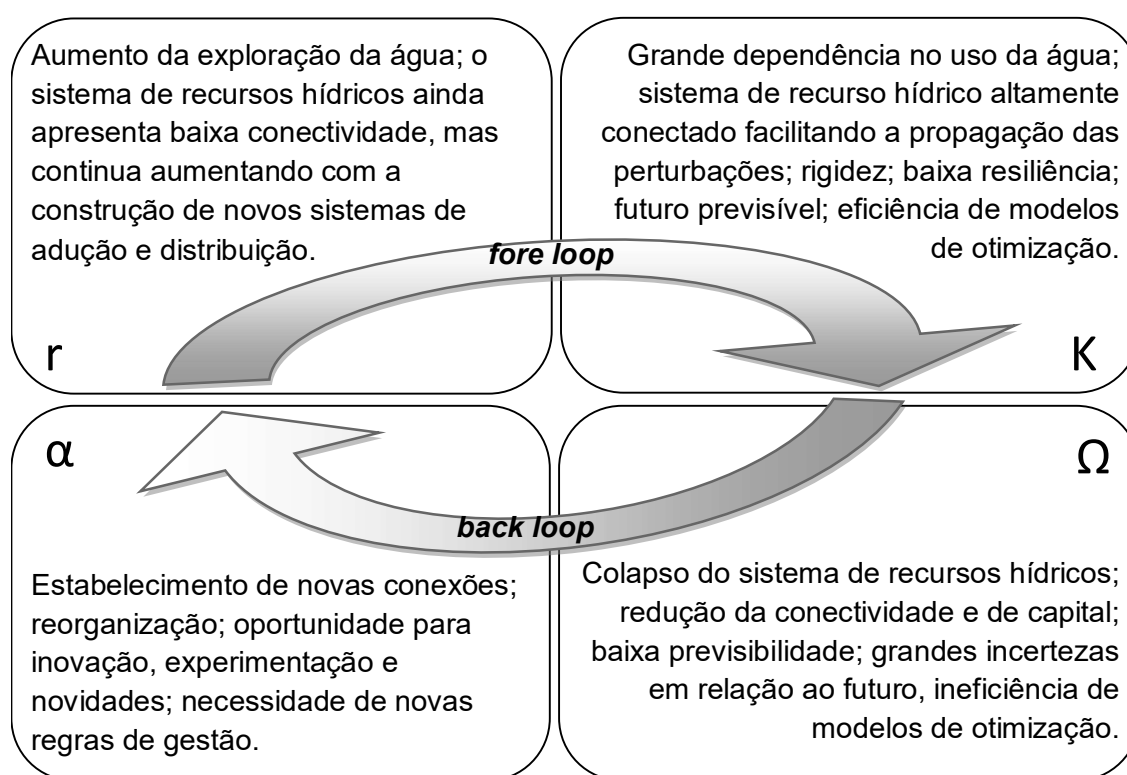 Aumento da exploração da água; o
sistema de recursos hídricos ainda
apresenta baixa conectividade, mas
continua aumentando com a
construção de novos sistemas de
adução e distribuição.
r
Grande dependência no uso da água;
sistema de recurso hídrico altamente
conectado facilitando a propagação das
perturbações; rigidez; baixa resiliência;
futuro previsível; eficiência de modelos
de otimização.
K
fore loop
α
Estabelecimento de novas conexões;
reorganização; oportunidade para
inovação, experimentação e
novidades; necessidade de novas
regras de gestão.
back loop
Ω
Colapso do sistema de recursos hídricos;
redução da conectividade e de capital;
baixa previsibilidade; grandes incertezas
em relação ao futuro, ineficiência de
modelos de otimização.